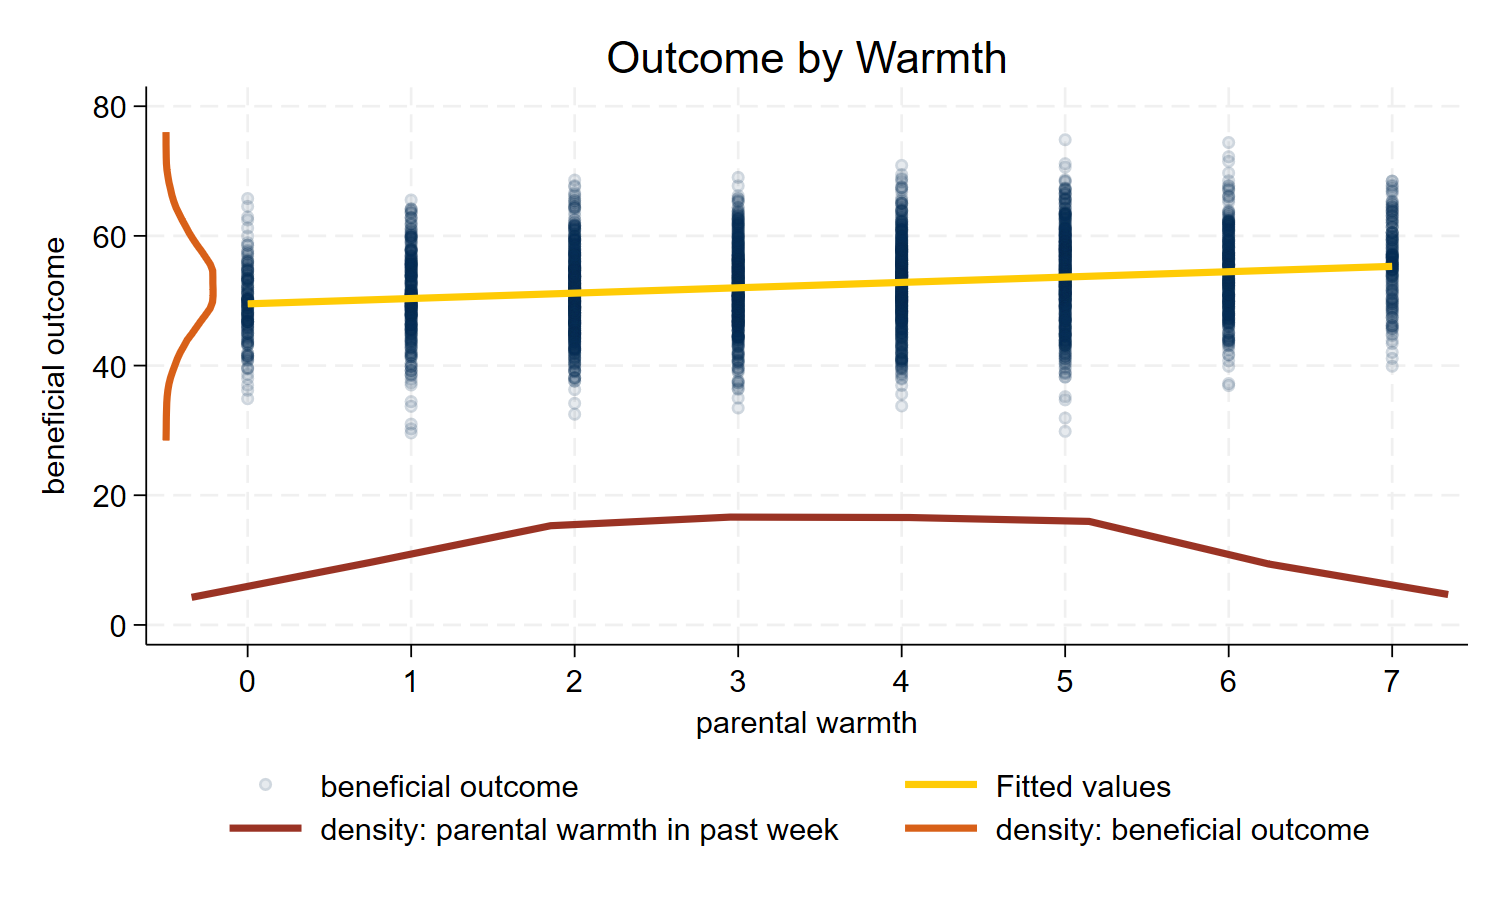 Outcome by Warmth
80
60
40
20
0
beneficial outcome
0 1 2 3 4 5 6 7
parental warmth
beneficial outcome
Fitted values
density: parental warmth in past week
density: beneficial outcome